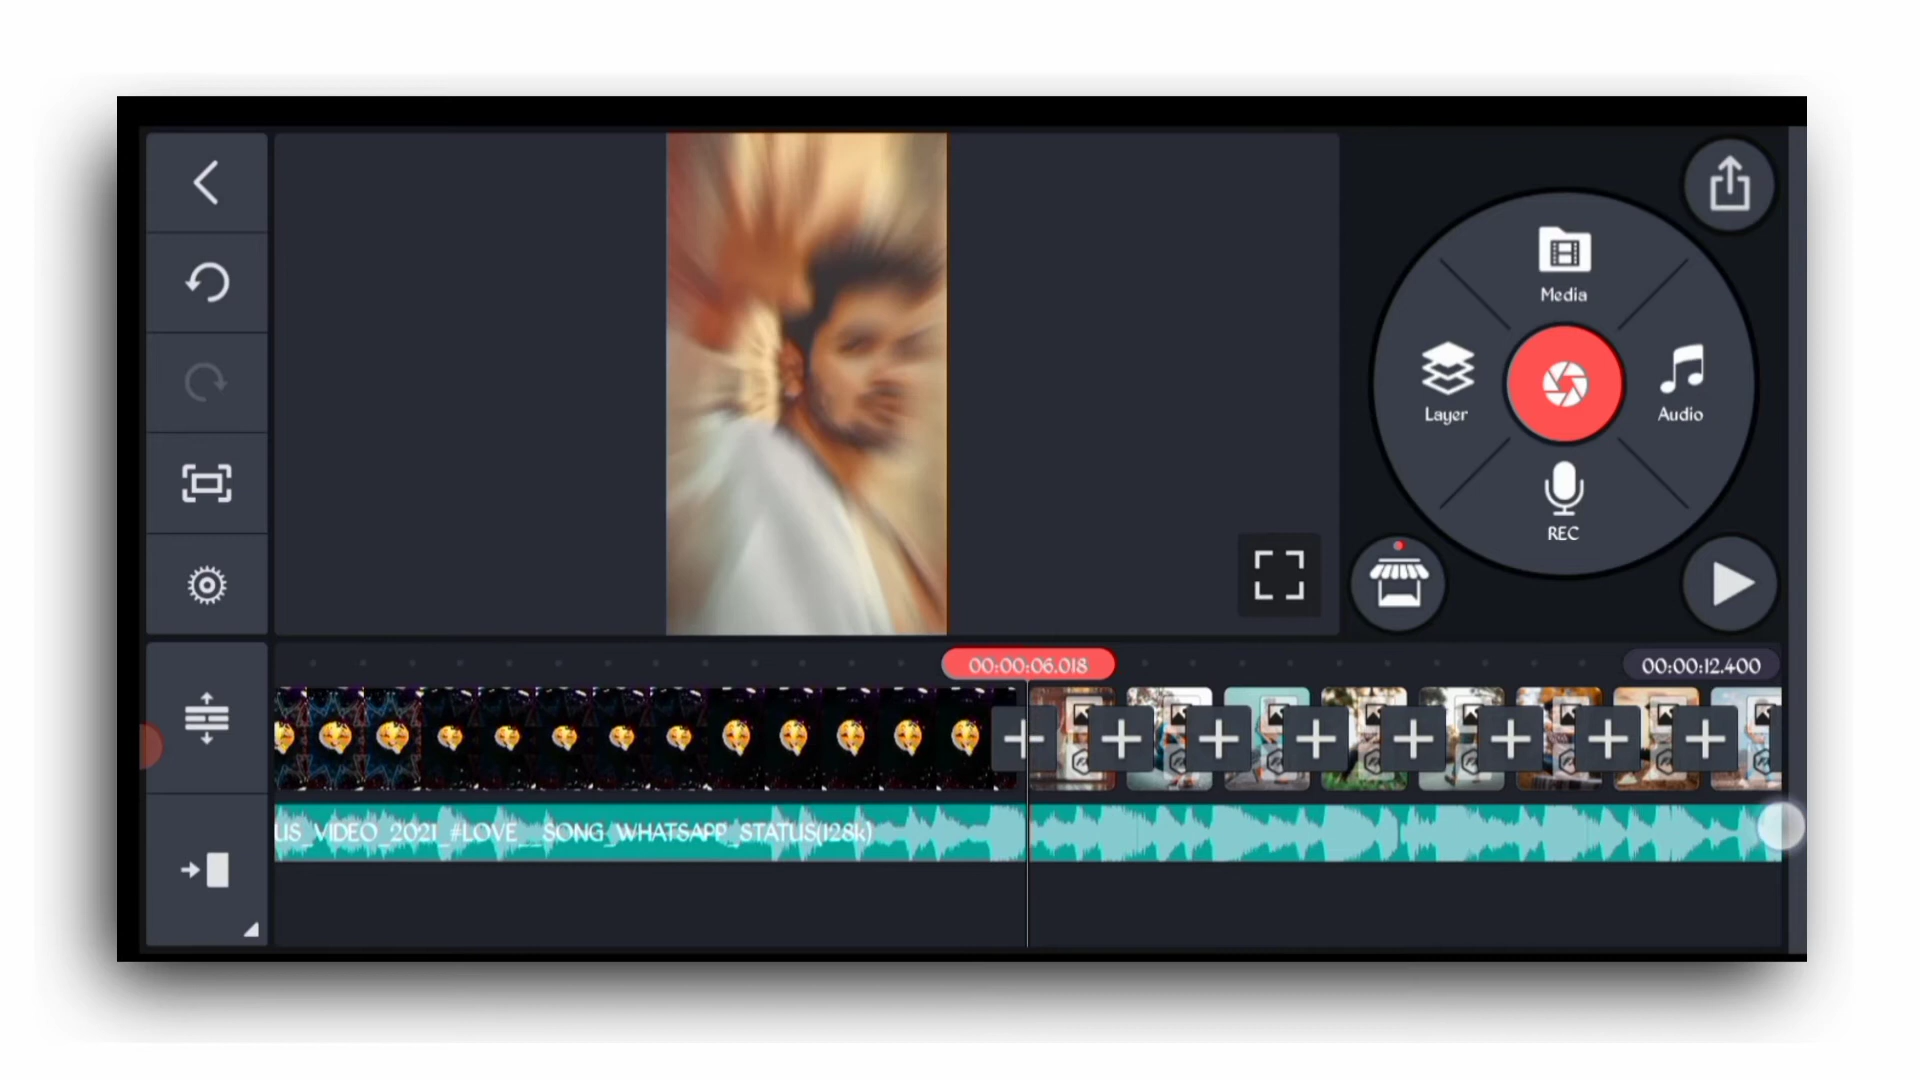 Media
Layer
Audio
REC
00:00:06.018
00:00:12.400
US_VIDEO_2021_#LOVE__SONG_WHATSAPP_STATUS(128k)